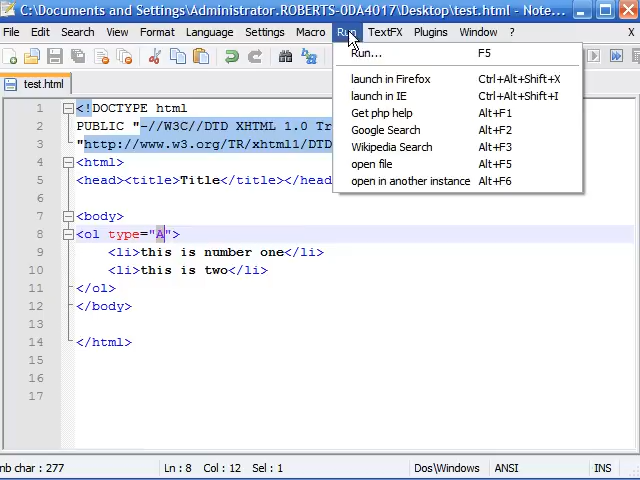 C:\Documents and Settings\Administrator.ROBERTS-0DA4017\Desktop\test.html - Note...
File Edit Search View Format Language Settings Macro Run TextFX Plugins Window ? X
test.html
Run... F5
launch in Firefox Ctrl+Alt+Shift+X
launch in IE Ctrl+Alt+Shift+I
Get php help Alt+F1
Google Search Alt+F2
Wikipedia Search Alt+F3
open file Alt+F5
open in another instance Alt+F6
1 <!DOCTYPE html
2 PUBLIC "-//W3C//DTD XHTML 1.0 Tr
3 "http://www.w3.org/TR/xhtml1/DTD
4 <html>
5 <head><title>Title</title></head
6
7 <body>
8 <ol type="A">
9 <li>this is number one</li>
10 <li>this is two</li>
11 </ol>
12 </body>
13
14 </html>
15
16
17
nb char : 277 Ln : 8 Col : 12 Sel : 1 Dos\Windows ANSI INS